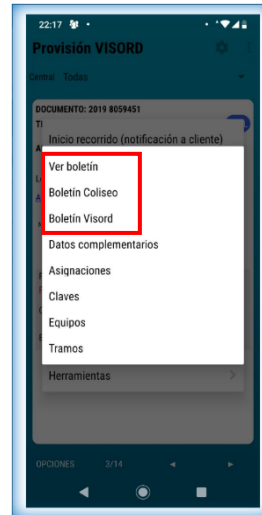 22:17
Provisión VISORD
Central Todas
DOCUMENTO: 2019 8059451
TI
Inicio recorrido (notificación a cliente)
Ver boletín
Boletín Coliseo
Boletín Visord
Datos complementarios
Asignaciones
Claves
Equipos
Tramos
Herramientas
OPCIONES 3/14